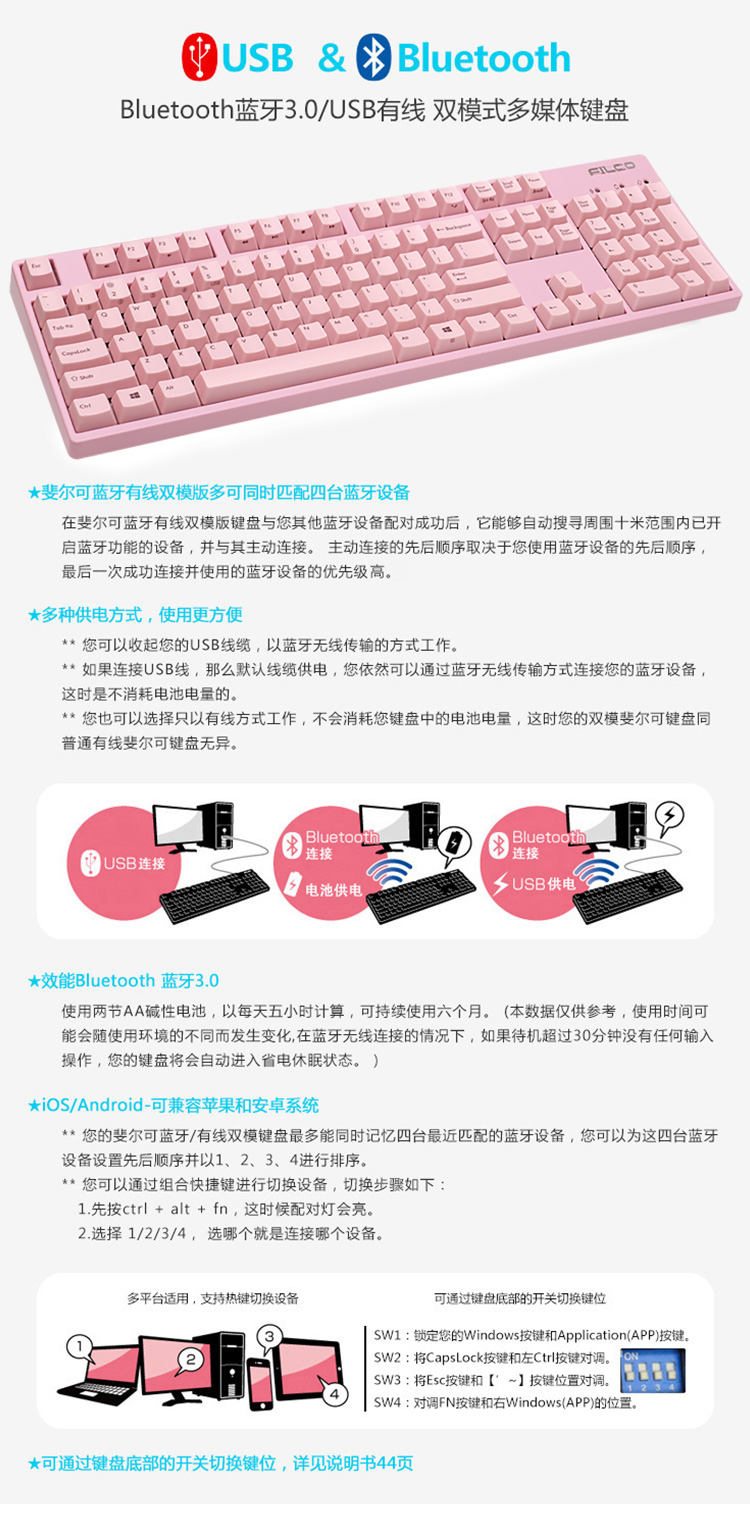 USB & Bluetooth
Bluetooth蓝牙3.0/USB有线 双模式多媒体键盘
FILCO
Esc F1 F2 F3 F4 F5 F6 F7 F8 F9 F10 F11 F12
Backspace
Tab
Q W E R T Y U I O P
CapsLock A S D F G H J K L Enter
Shift Z X C V B N M Shift
Ctrl Alt Alt Fn Ctrl
★斐尔可蓝牙有线双模版多可同时匹配四台蓝牙设备
在斐尔可蓝牙有线双模版键盘与您其他蓝牙设备配对成功后，它能够自动搜寻周围十米范围内已开
启蓝牙功能的设备，并与其主动连接。 主动连接的先后顺序取决于您使用蓝牙设备的先后顺序，
最后一次成功连接并使用的蓝牙设备的优先级高。
★多种供电方式，使用更方便
** 您可以收起您的USB线缆，以蓝牙无线传输的方式工作。
** 如果连接USB线，那么默认线缆供电，您依然可以通过蓝牙无线传输方式连接您的蓝牙设备，
这时是不消耗电池电量的。
** 您也可以选择只以有线方式工作，不会消耗您键盘中的电池电量，这时您的双模斐尔可键盘同
普通有线斐尔可键盘无异。
USB连接
Bluetooth
连接
电池供电
Bluetooth
连接
USB供电
★效能Bluetooth 蓝牙3.0
使用两节AA碱性电池，以每天五小时计算，可持续使用六个月。 (本数据仅供参考，使用时间可
能会随使用环境的不同而发生变化,在蓝牙无线连接的情况下，如果待机超过30分钟没有任何输入
操作，您的键盘将会自动进入省电休眠状态。 )
★iOS/Android-可兼容苹果和安卓系统
** 您的斐尔可蓝牙/有线双模键盘最多能同时记忆四台最近匹配的蓝牙设备，您可以为这四台蓝牙
设备设置先后顺序并以1、2、3、4进行排序。
** 您可以通过组合快捷键进行切换设备，切换步骤如下：
1.先按ctrl + alt + fn，这时候配对灯会亮。
2.选择 1/2/3/4， 选哪个就是连接哪个设备。
多平台适用，支持热键切换设备
1
2
3
4
可通过键盘底部的开关切换键位
SW1：锁定您的Windows按键和Application(APP)按键。
SW2：将CapsLock按键和左Ctrl按键对调。
SW3：将Esc按键和【′ ~】按键位置对调。
SW4：对调FN按键和右Windows(APP)的位置。
ON
1 2 3 4
★可通过键盘底部的开关切换键位，详见说明书44页